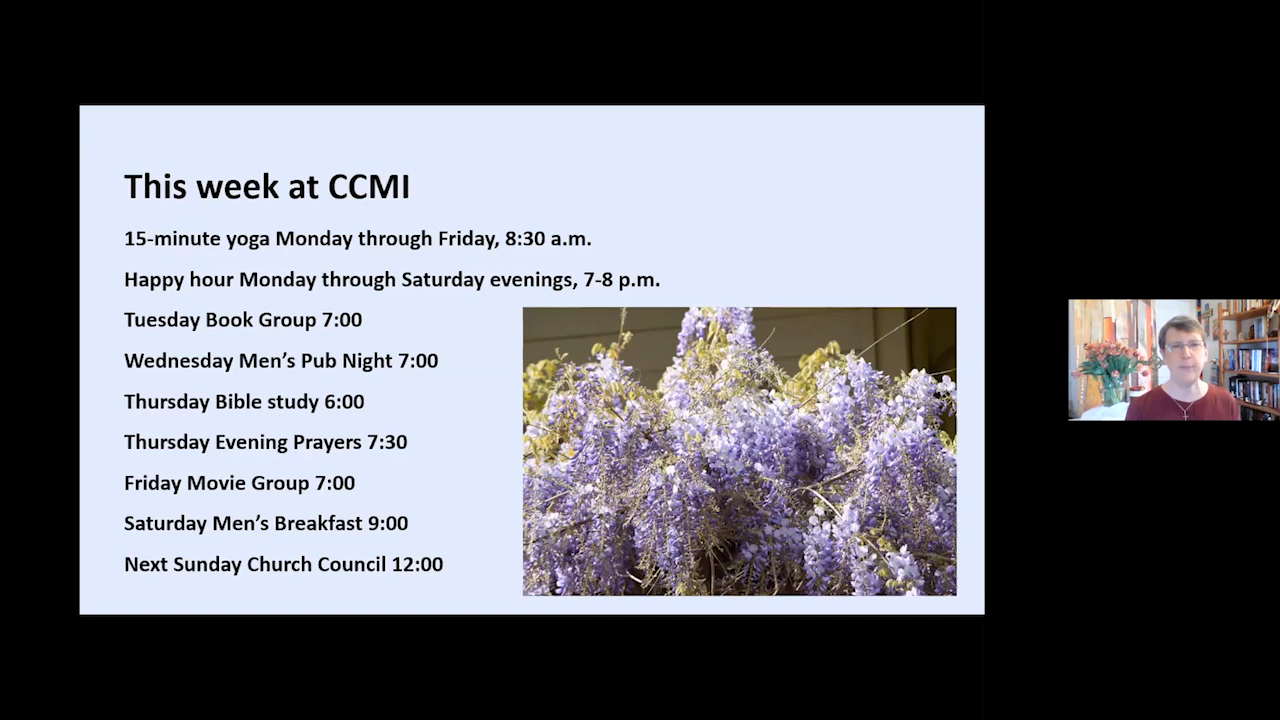 This week at CCMI
15-minute yoga Monday through Friday, 8:30 a.m.
Happy hour Monday through Saturday evenings, 7-8 p.m.
Tuesday Book Group 7:00
Wednesday Men’s Pub Night 7:00
Thursday Bible study 6:00
Thursday Evening Prayers 7:30
Friday Movie Group 7:00
Saturday Men’s Breakfast 9:00
Next Sunday Church Council 12:00